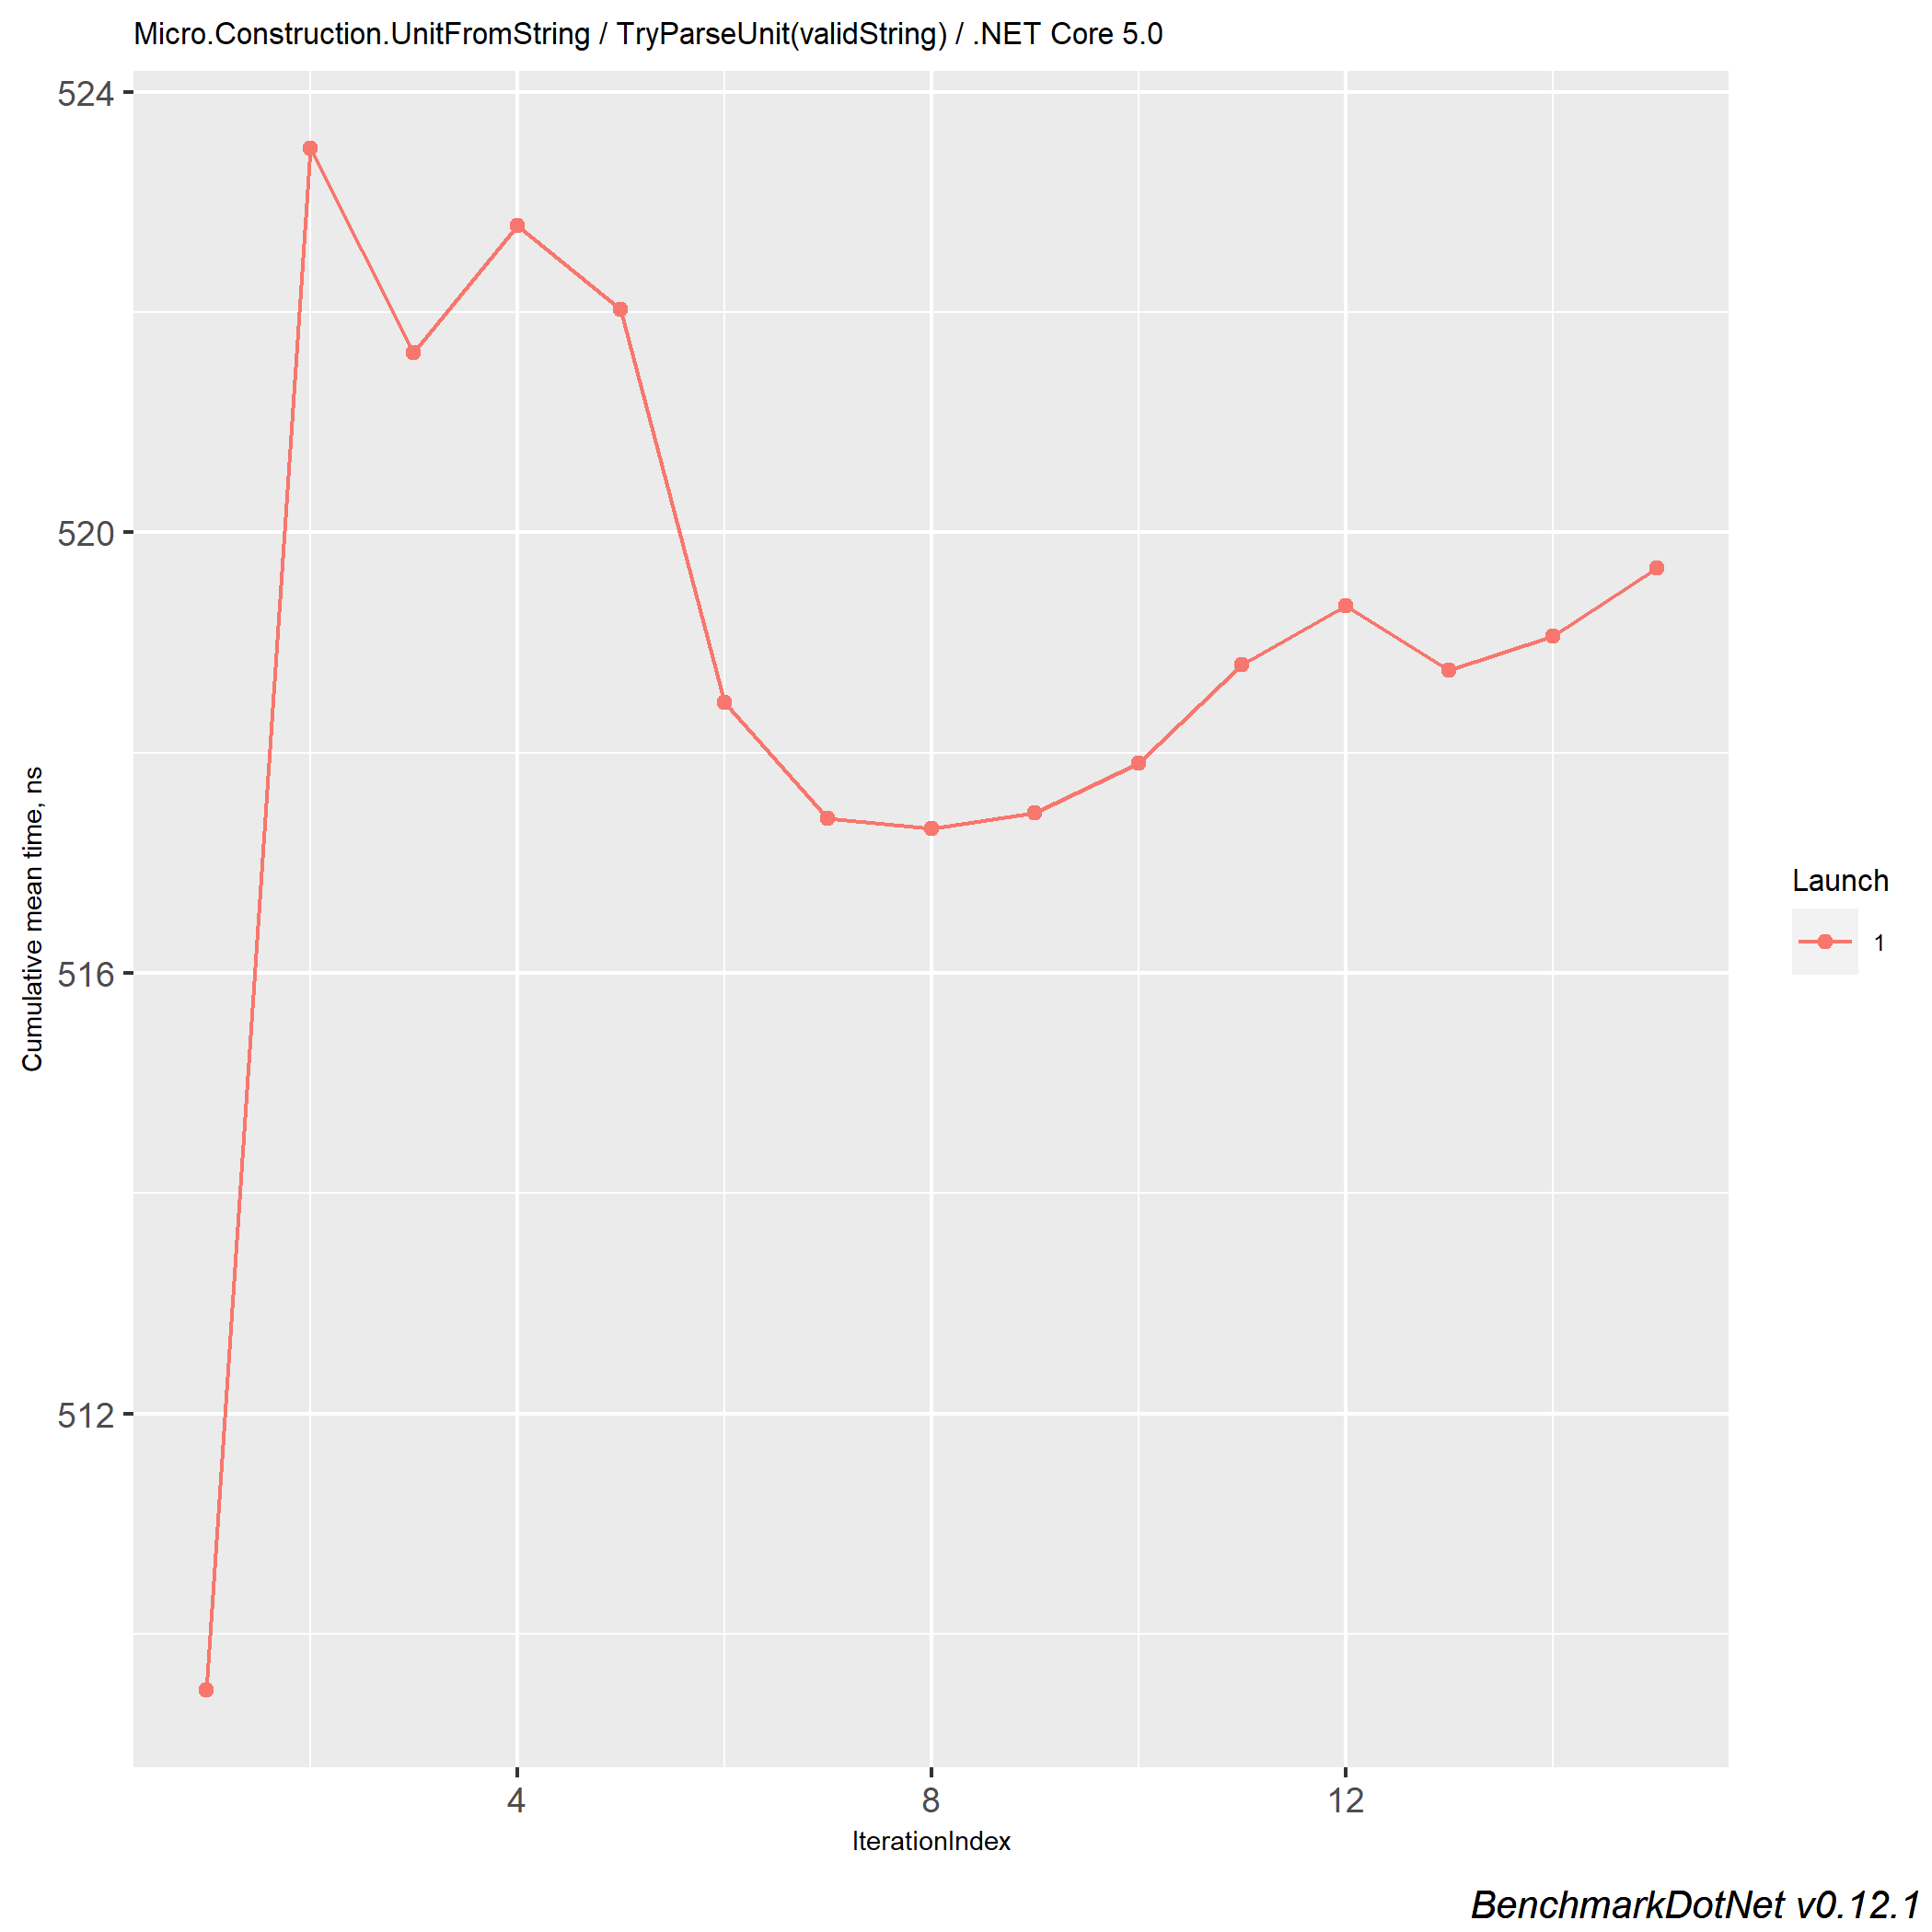 Micro.Construction.UnitFromString / TryParseUnit(validString) / .NET Core 5.0
524
520
516
512
Cumulative mean time, ns
4
8
12
IterationIndex
Launch
1
BenchmarkDotNet v0.12.1